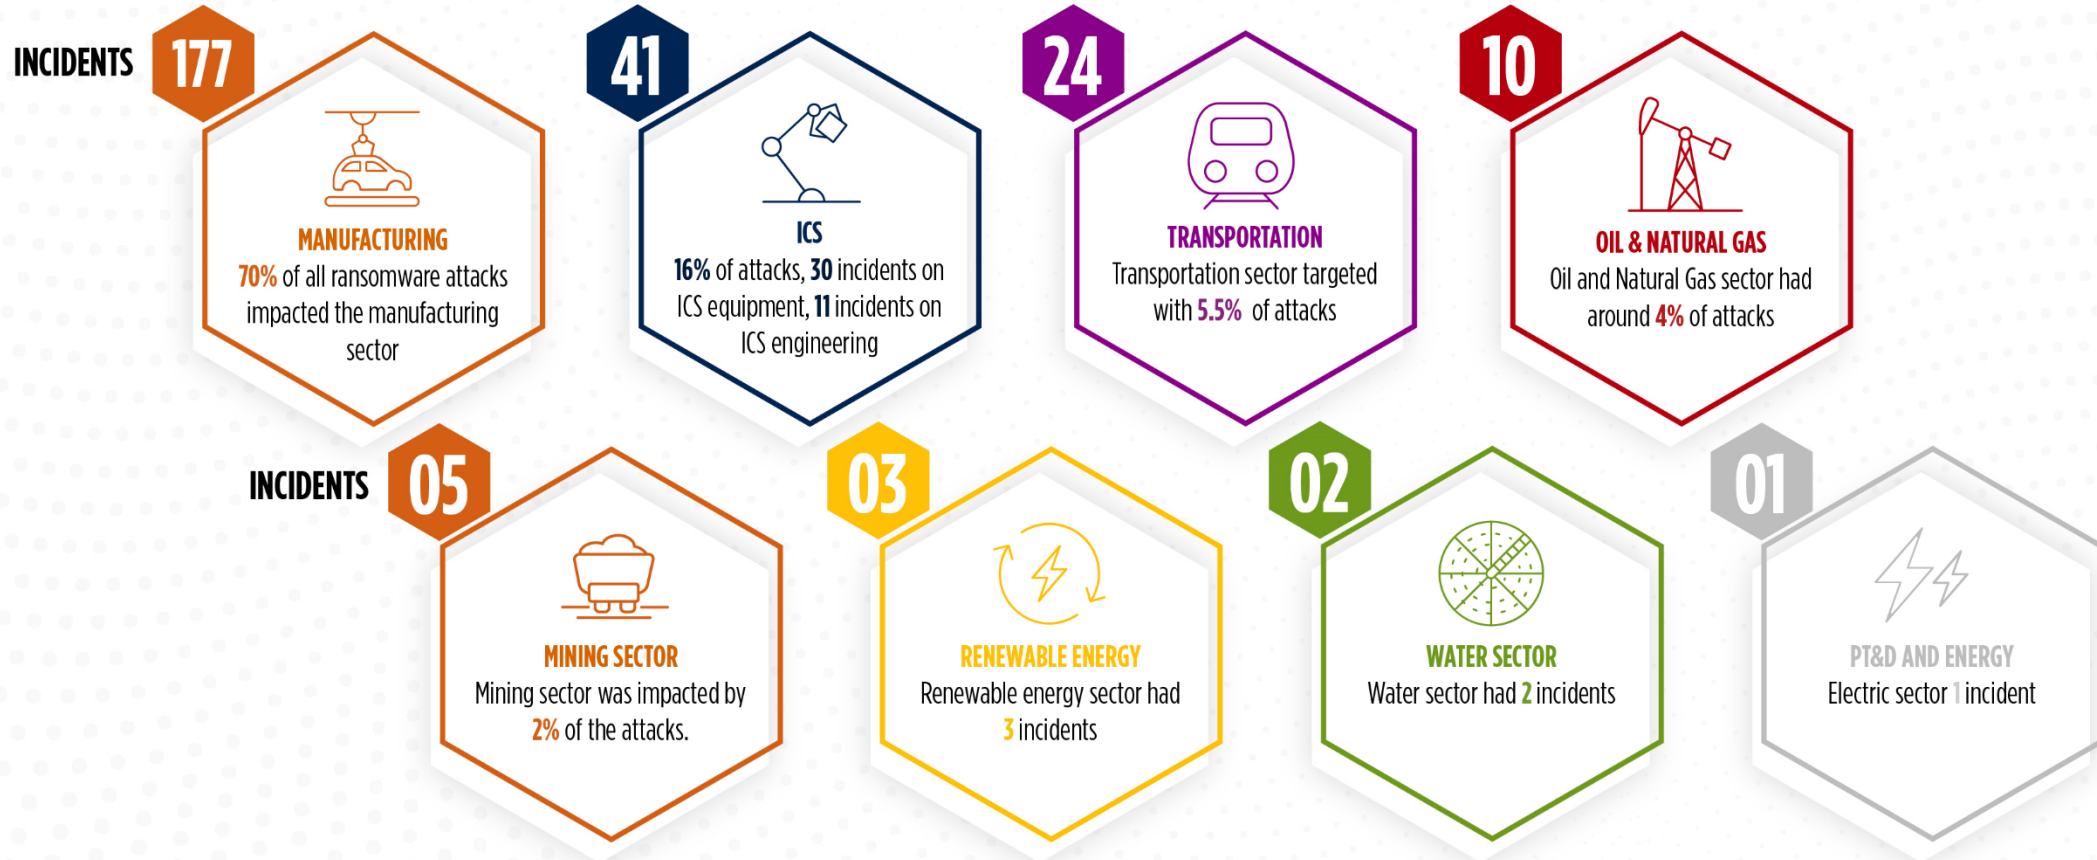 INCIDENTS
177
MANUFACTURING
70% of all ransomware attacks
impacted the manufacturing
sector
41
ICS
16% of attacks, 30 incidents on
ICS equipment, 11 incidents on
ICS engineering
24
TRANSPORTATION
Transportation sector targeted
with 5.5% of attacks
10
OIL & NATURAL GAS
Oil and Natural Gas sector had
around 4% of attacks
INCIDENTS
05
MINING SECTOR
Mining sector was impacted by
2% of the attacks.
03
RENEWABLE ENERGY
Renewable energy sector had
3 incidents
02
WATER SECTOR
Water sector had 2 incidents
01
PT&D AND ENERGY
Electric sector 1 incident